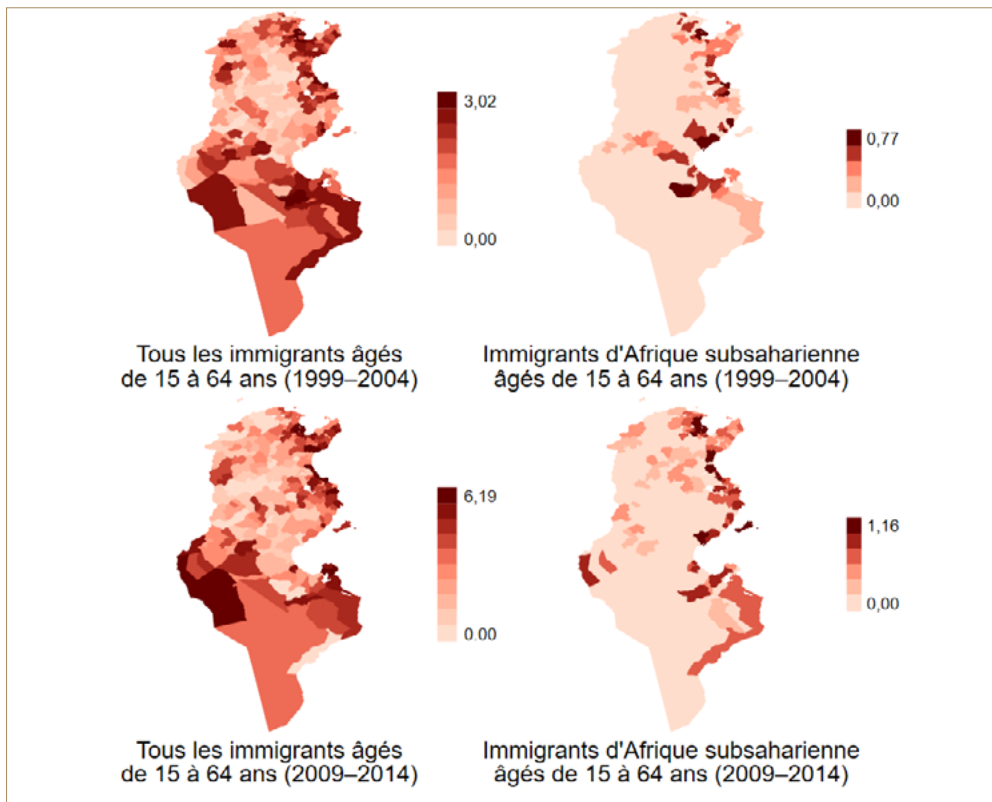 3,02
0,00
0,77
0,00
Tous les immigrants âgés
de 15 à 64 ans (1999–2004)
Immigrants d'Afrique subsaharienne
âgés de 15 à 64 ans (1999–2004)
6,19
0.00
1,16
0,00
Tous les immigrants âgés
de 15 à 64 ans (2009–2014)
Immigrants d'Afrique subsaharienne
âgés de 15 à 64 ans (2009–2014)